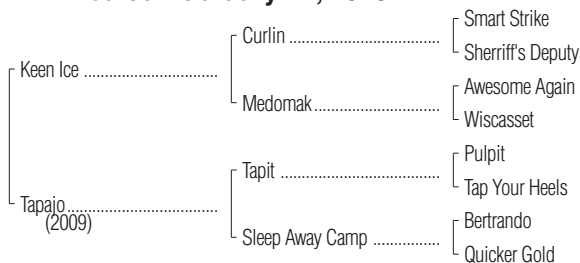 Smart Strike
Curlin
Sherriff's Deputy
Keen Ice
Awesome Again
Medomak
Wiscasset
Pulpit
Tapit
Tap Your Heels
Tapajo
(2009)
Bertrando
Sleep Away Camp
Quicker Gold